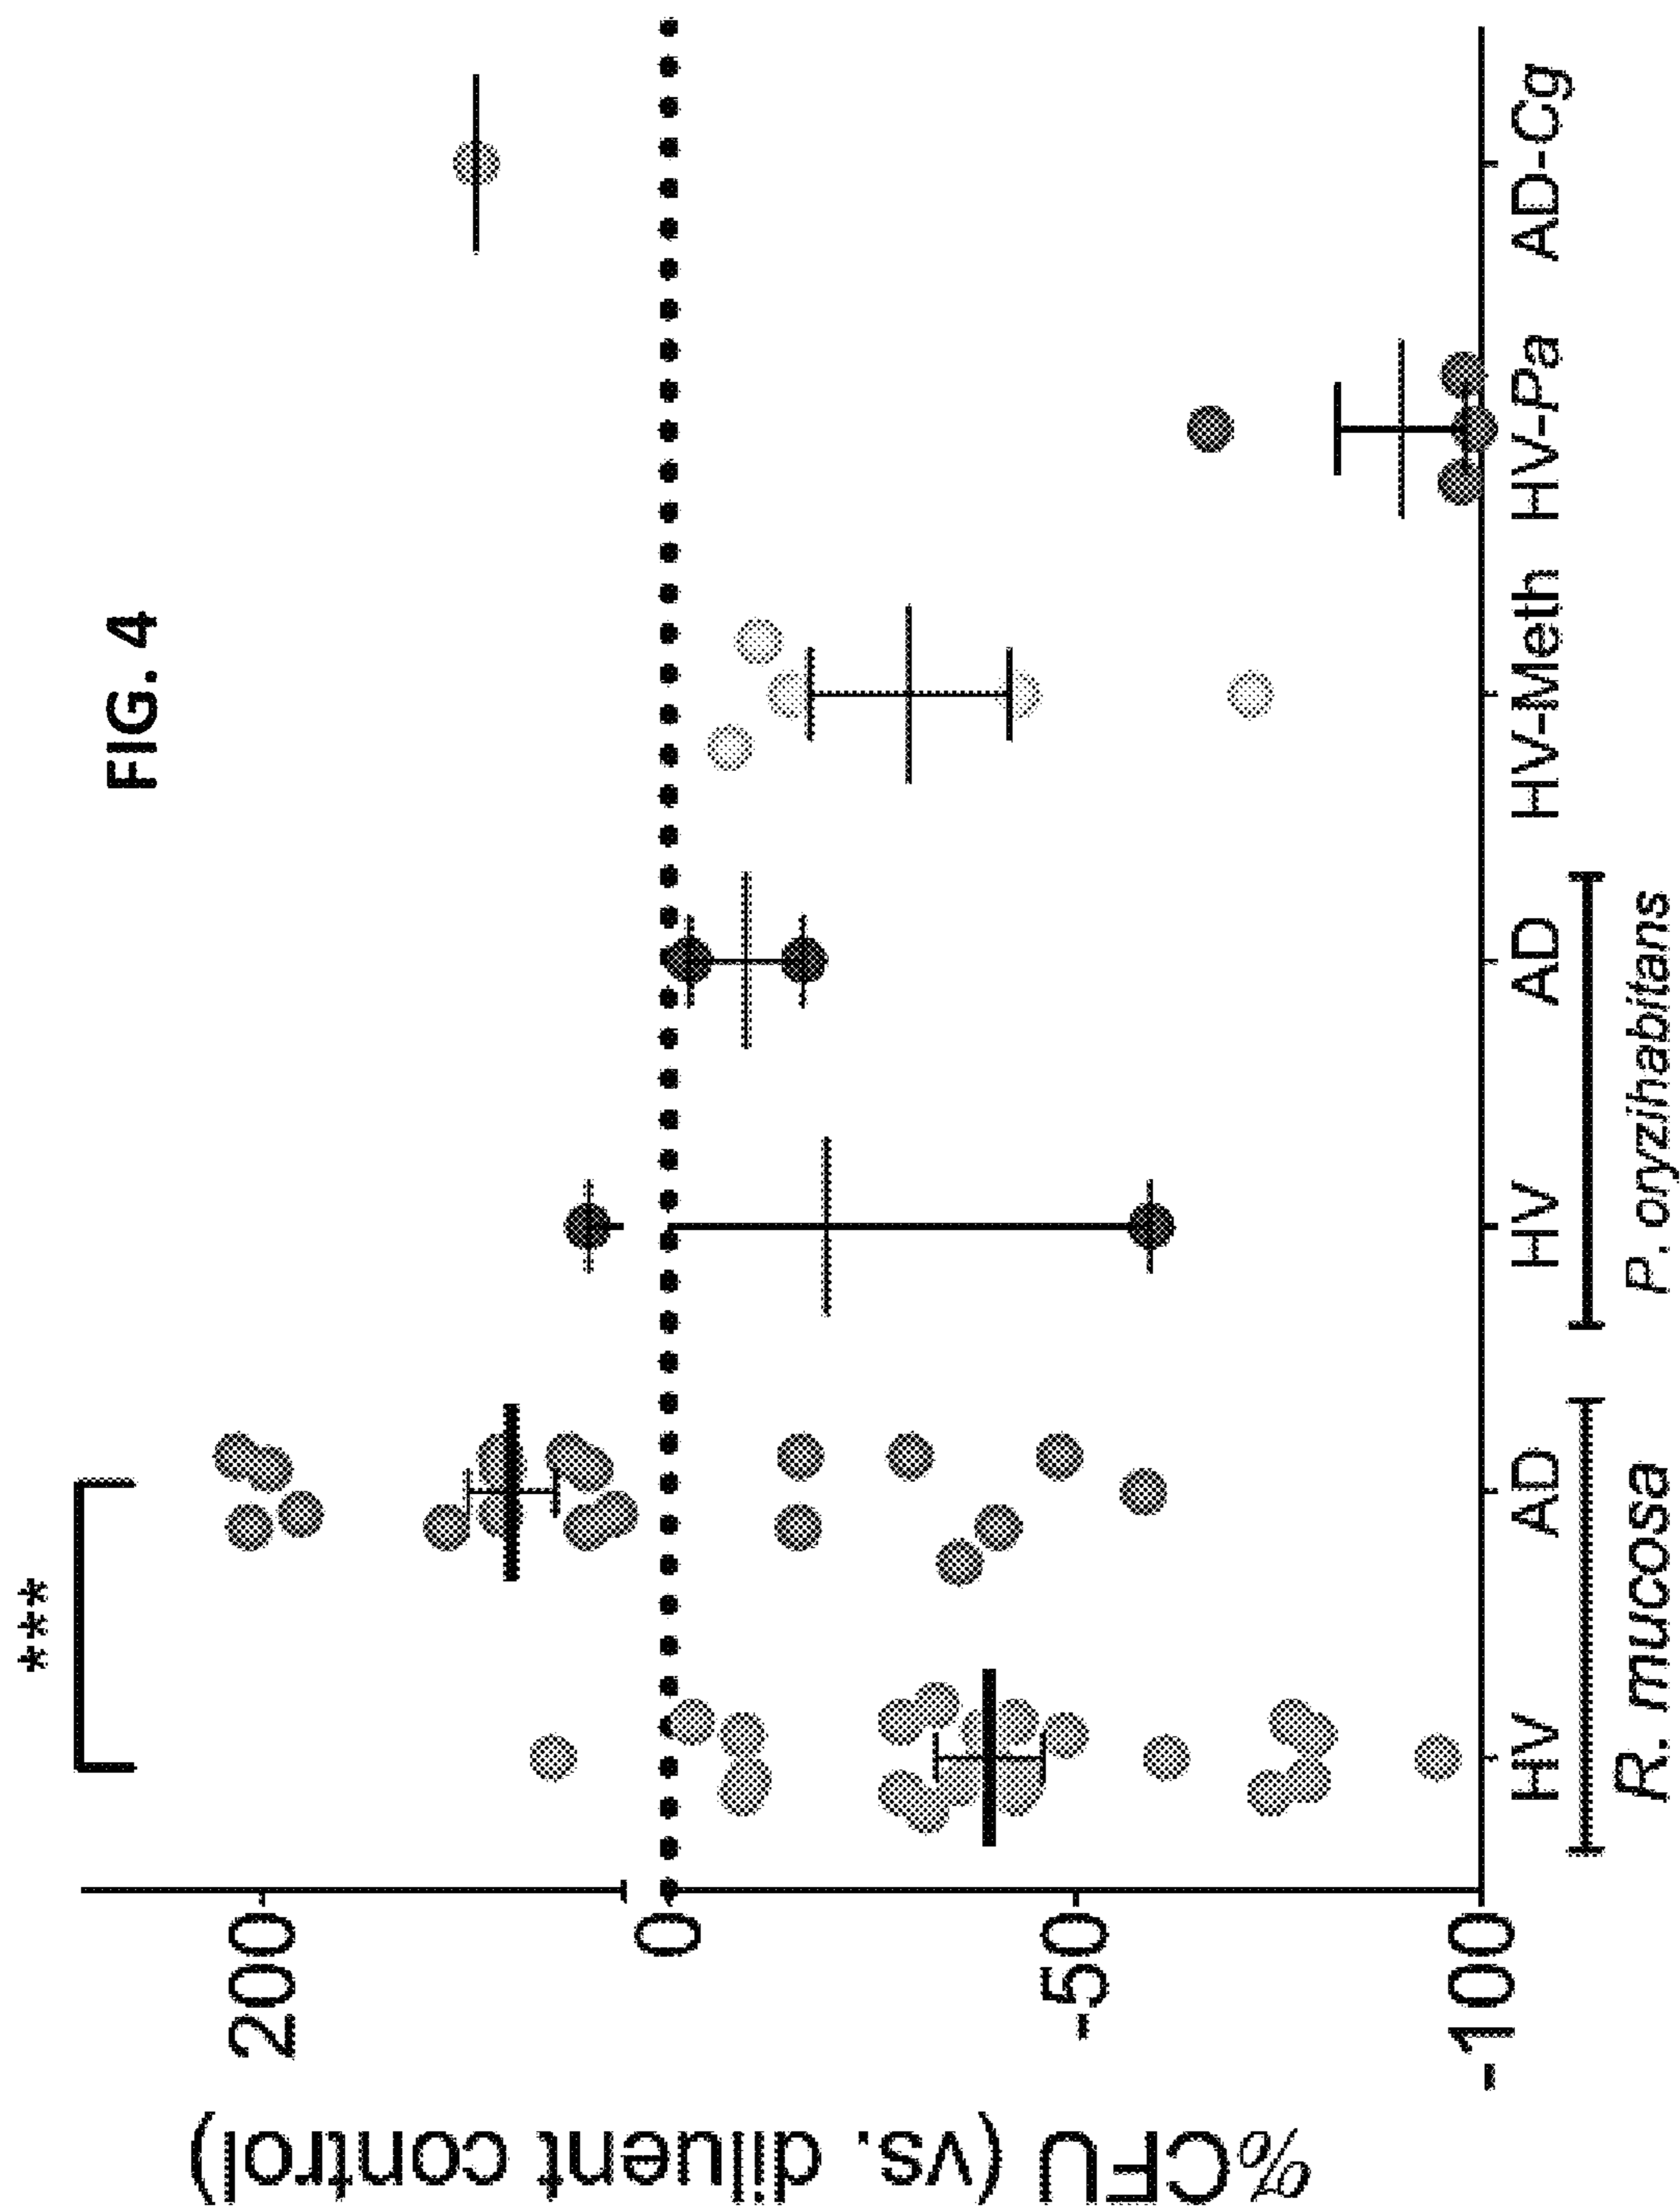 FIG. 4
***
%CFU (vs. diluent control)
200
0
-50
-100
HV
AD
HV
AD
HV-Meth
HV-Pa
AD-Cg
R. mucosa
P. oryzihabitans